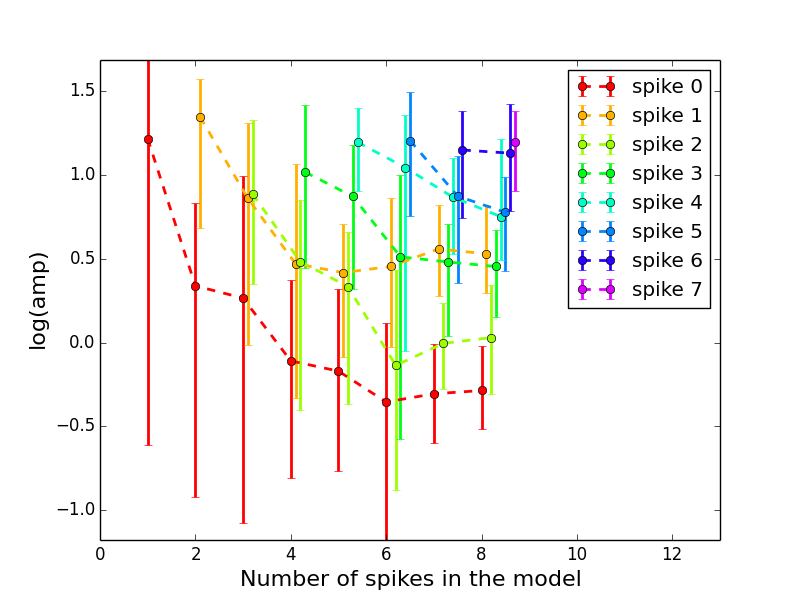 1.5
1.0
0.5
0.0
−0.5
−1.0
log(amp)
0 2 4 6 8 10 12
Number of spikes in the model
spike 0
spike 1
spike 2
spike 3
spike 4
spike 5
spike 6
spike 7